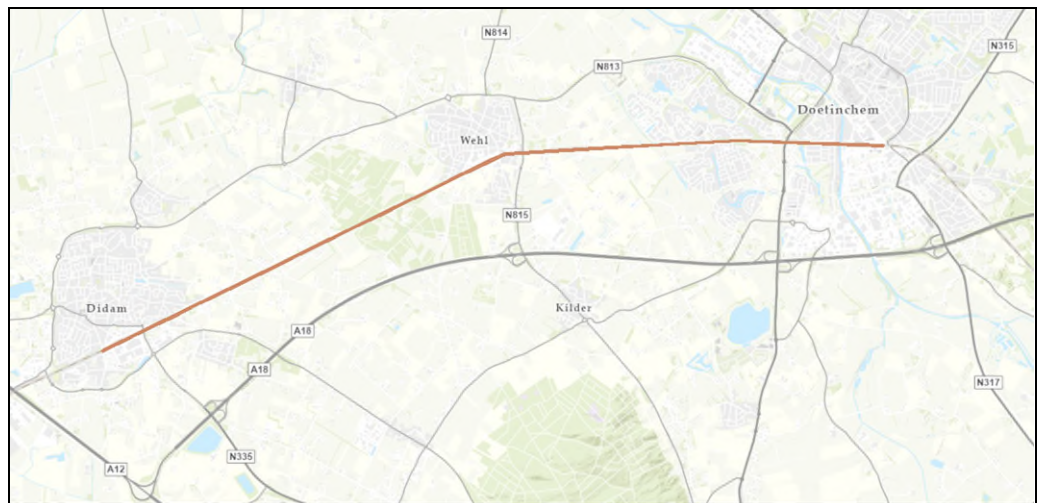 N814
N315
N813
Doetinchem
Wehl
N815
Didam
Kilder
A18
A18
N317
N335
A12